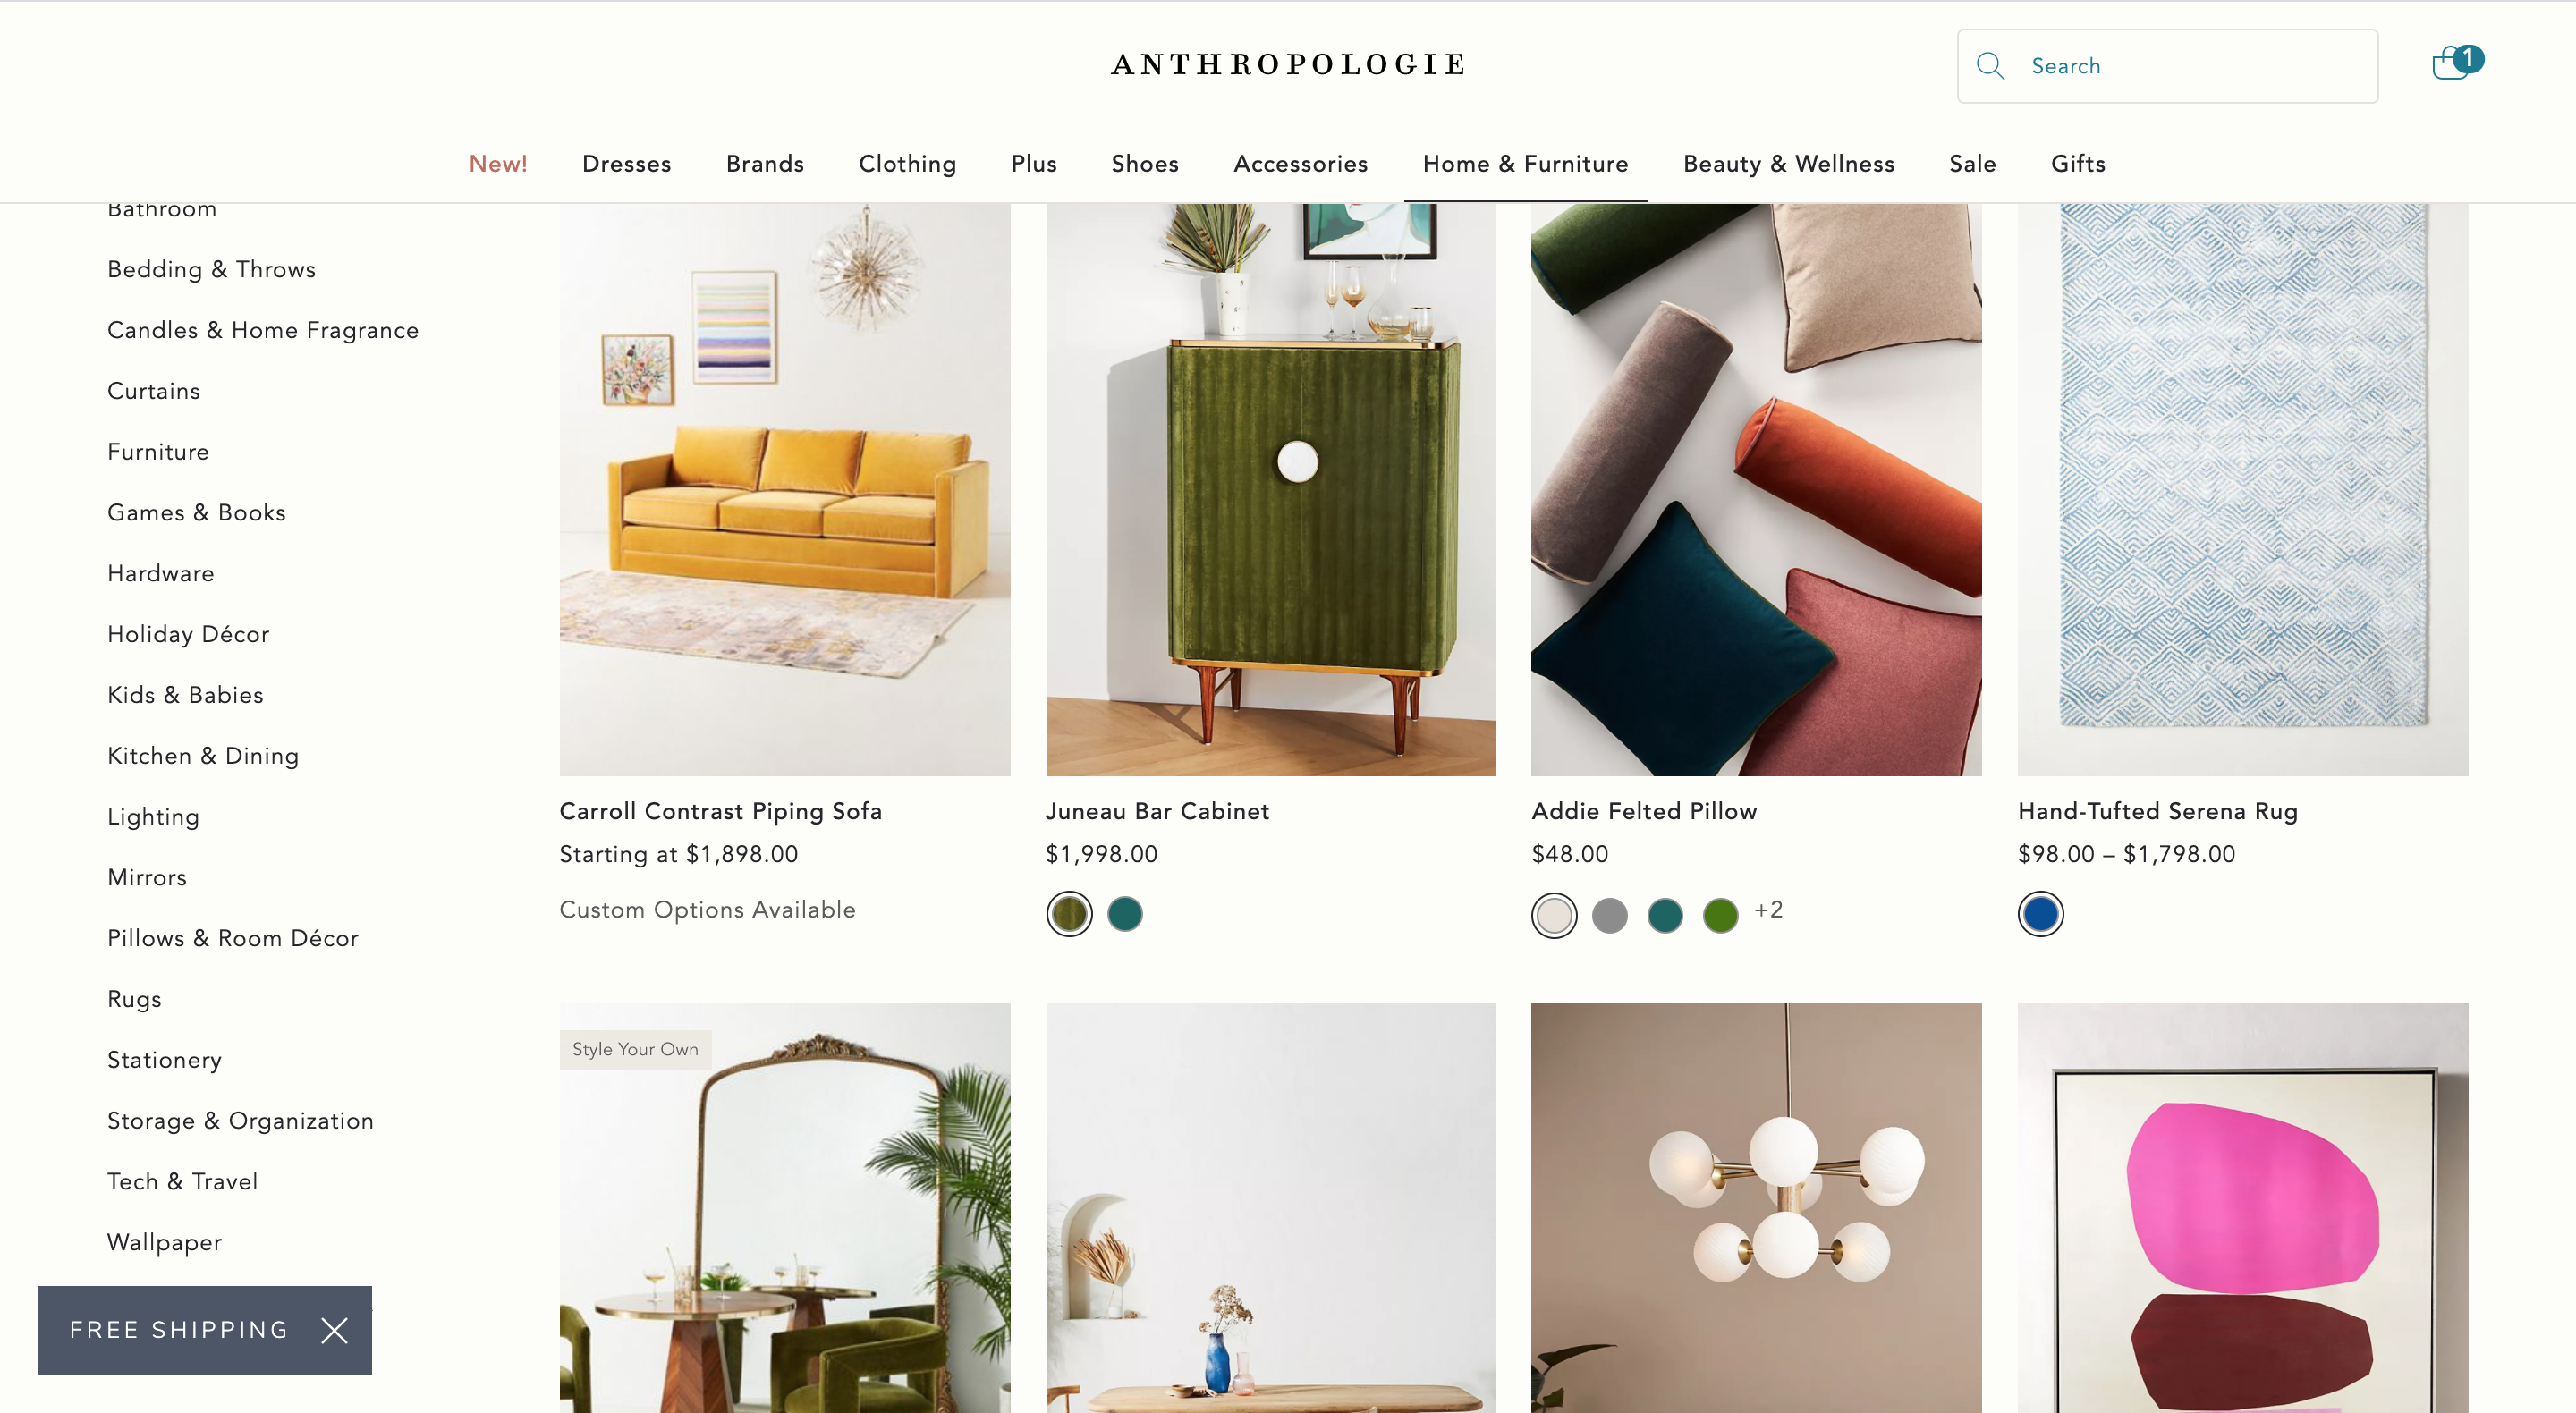 ANTHROPOLOGIE
Search
1
New! Dresses Brands Clothing Plus Shoes Accessories Home & Furniture Beauty & Wellness Sale Gifts
Bathroom
Bedding & Throws
Candles & Home Fragrance
Curtains
Furniture
Games & Books
Hardware
Holiday Décor
Kids & Babies
Kitchen & Dining
Lighting
Mirrors
Pillows & Room Décor
Rugs
Stationery
Storage & Organization
Tech & Travel
Wallpaper
FREE SHIPPING
Carroll Contrast Piping Sofa
Starting at $1,898.00
Custom Options Available
Juneau Bar Cabinet
$1,998.00
Addie Felted Pillow
$48.00
+2
Hand-Tufted Serena Rug
$98.00 – $1,798.00
Style Your Own